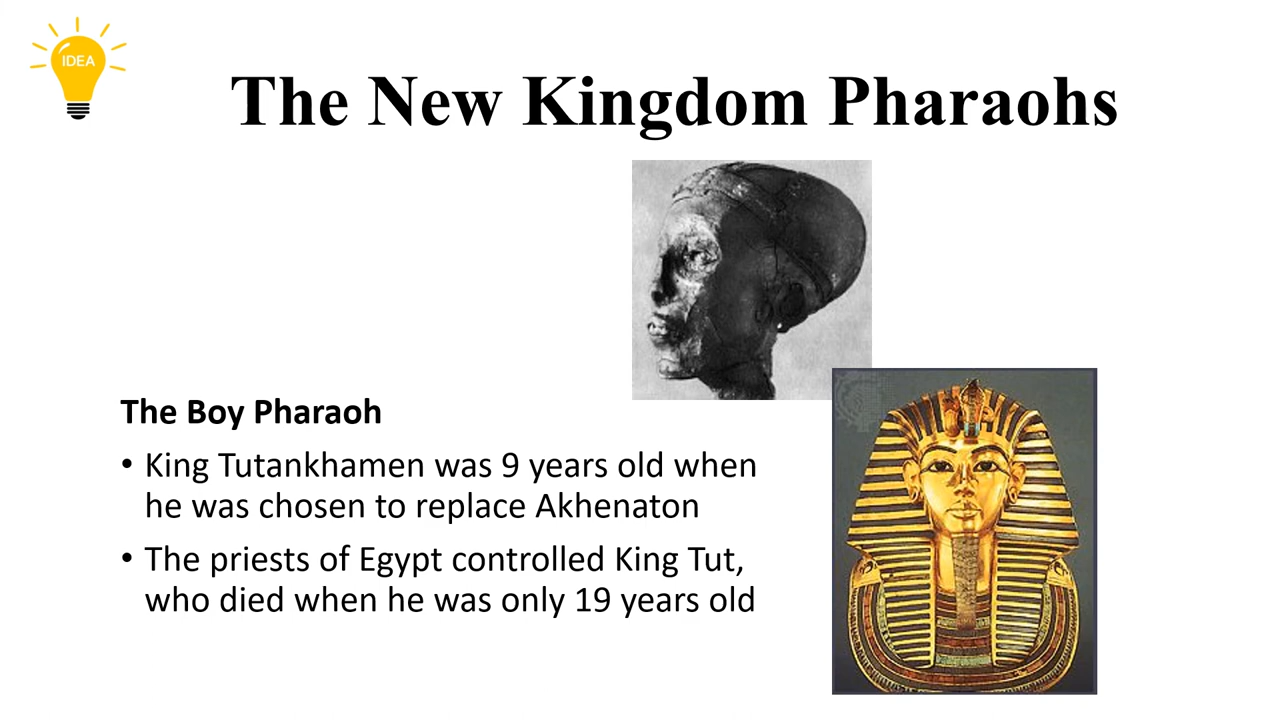 IDEA
The New Kingdom Pharaohs
The Boy Pharaoh
• King Tutankhamen was 9 years old when
he was chosen to replace Akhenaton
• The priests of Egypt controlled King Tut,
who died when he was only 19 years old